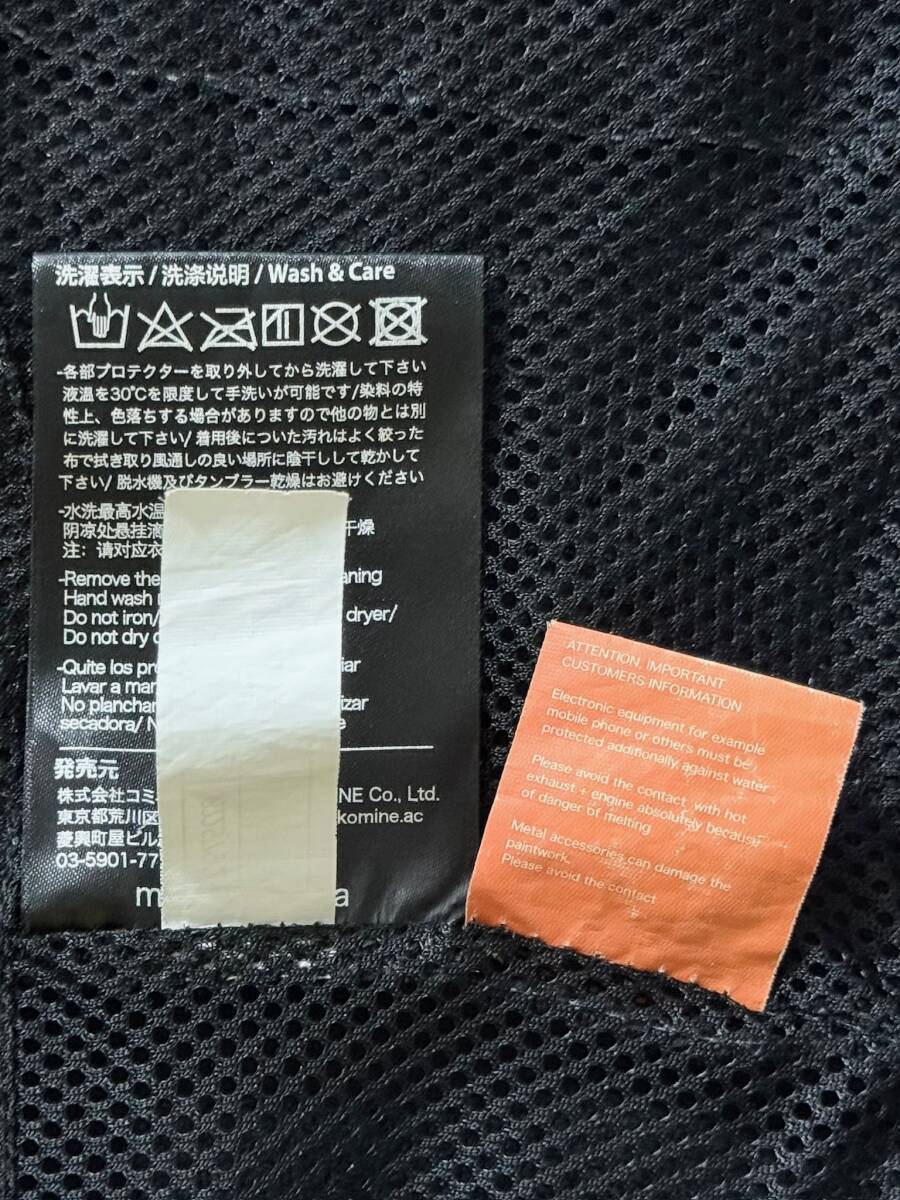 洗濯表示 / 洗涤说明 / Wash & Care
-各部プロテクターを取り外してから洗濯して下さい
液温を30℃を限度して手洗いが可能です/染料の特
性上、色落ちする場合がありますので他の物とは別
に洗濯して下さい/ 着用後についた汚れはよく絞った
布で拭き取り風通しの良い場所に陰干しして乾かして
下さい/ 脱水機及びタンブラー乾燥はお避けください
-水洗最高水温
阴凉处悬挂滴 干燥
注：请对应衣
-Remove the aning
Hand wash
Do not iron/ dryer/
Do not dry
-Quite los pr iar
Lavar a mar
No planchar izar
secadora/ N e
発売元
株式会社コミ NE Co., Ltd.
東京都荒川区 komine.ac
菱興町屋ビル
03-5901-77
m a
ATTENTION, IMPORTANT
CUSTOMERS INFORMATION
Electronic equipment for example
mobile phone or others must be
protected additionally, against water
Please avoid the contact, with hot
exhaust + engine absolutely because
of danger of melting
Metal accessories can damage the
paintwork.
Please avoid the contact